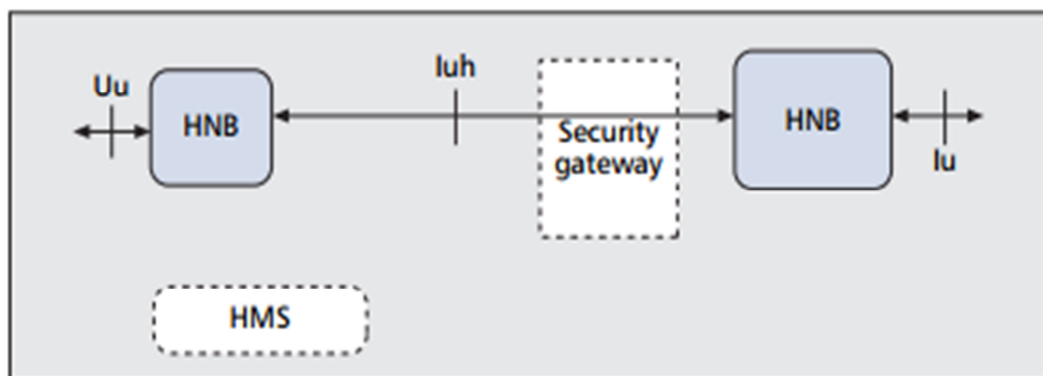 Uu
HNB
Iuh
Security
gateway
HNB
Iu
HMS